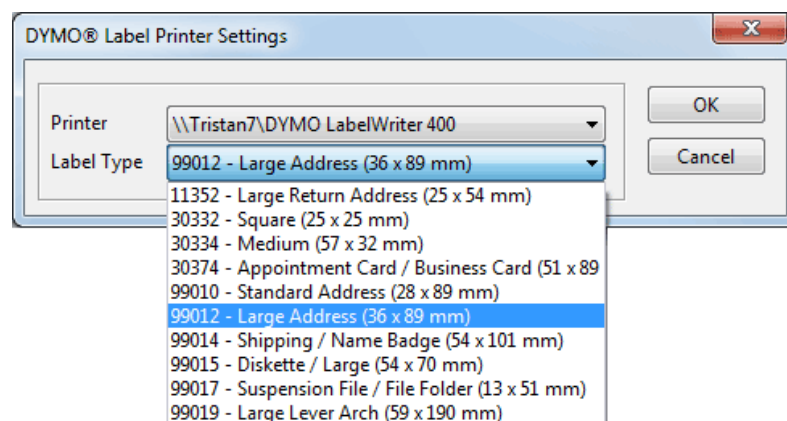 DYMO® Label Printer Settings
Printer
\\Tristan7\DYMO LabelWriter 400
OK
Label Type
99012 - Large Address (36 x 89 mm)
Cancel
11352 - Large Return Address (25 x 54 mm)
30332 - Square (25 x 25 mm)
30334 - Medium (57 x 32 mm)
30374 - Appointment Card / Business Card (51 x 89
99010 - Standard Address (28 x 89 mm)
99012 - Large Address (36 x 89 mm)
99014 - Shipping / Name Badge (54 x 101 mm)
99015 - Diskette / Large (54 x 70 mm)
99017 - Suspension File / File Folder (13 x 51 mm)
99019 - Large Lever Arch (59 x 190 mm)